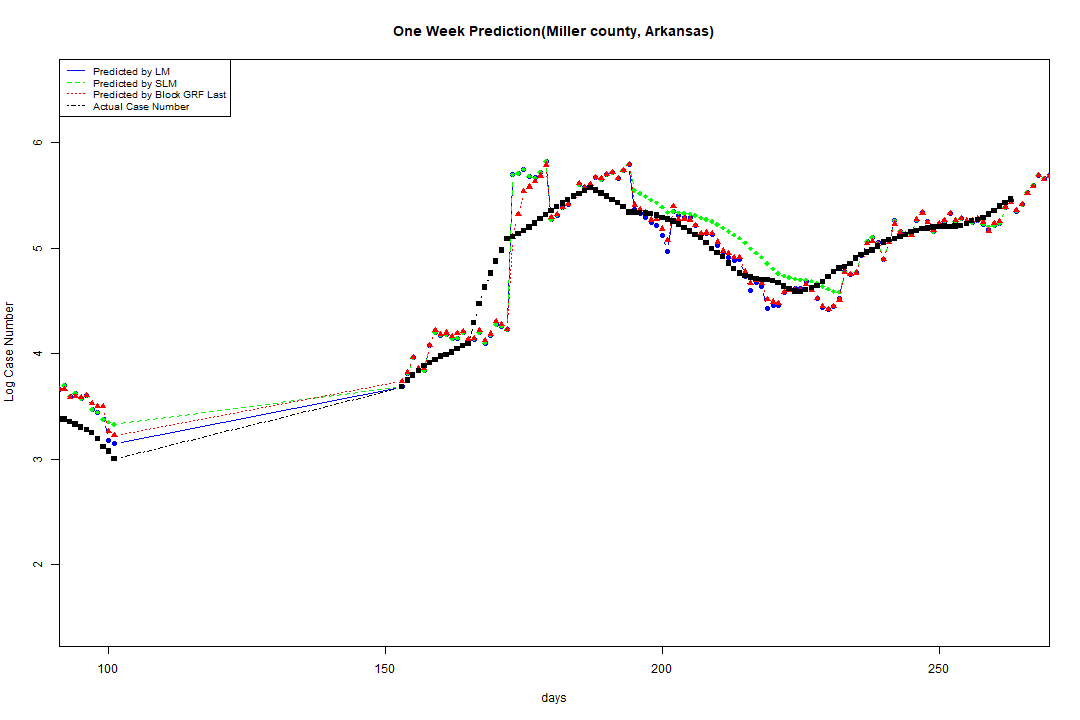 One Week Prediction(Miller county, Arkansas)
Predicted by LM
Predicted by SLM
Predicted by Block GRF Last
Actual Case Number
6
5
4
3
2
Log Case Number
100 150 200 250
days